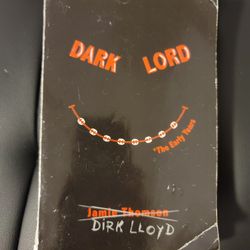 DARK LORD
*The Early Years
Jamie Thomson
DIRK LLOYD